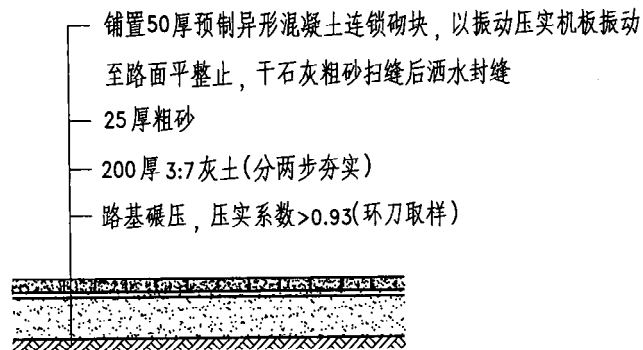 铺置50厚预制异形混凝土连锁砌块，以振动压实机板振动
至路面平整止，干石灰粗砂扫缝后洒水封缝
25厚粗砂
200厚3:7灰土(分两步夯实)
路基碾压，压实系数>0.93(环刀取样)